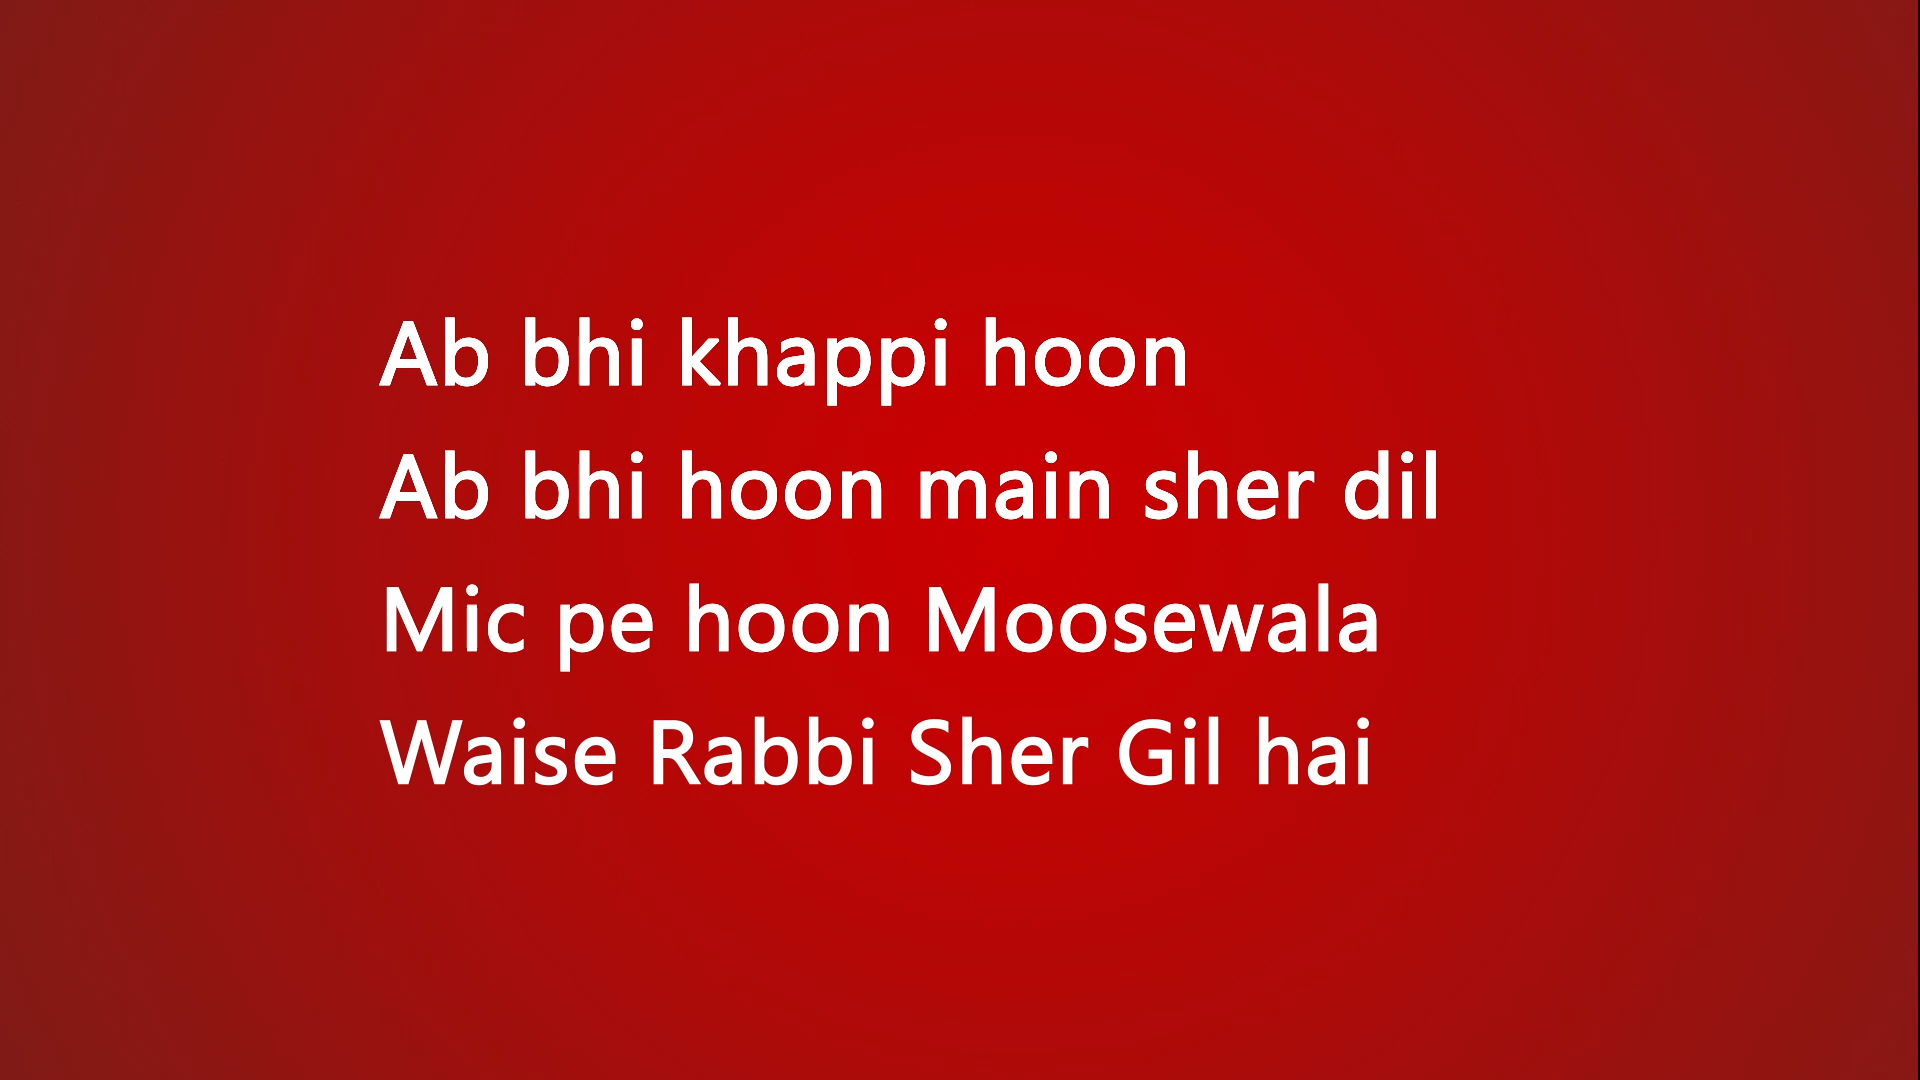 Ab bhi khappi hoon
Ab bhi hoon main sher dil
Mic pe hoon Moosewala
Waise Rabbi Sher Gil hai